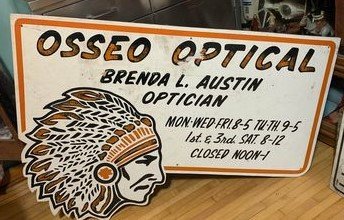 OSSEO OPTICAL
BRENDA L. AUSTIN
OPTICIAN
MON-WED FRI. 8-5 TU-TH. 9-5
1st. & 3rd. SAT. 8-12
CLOSED NOON-1